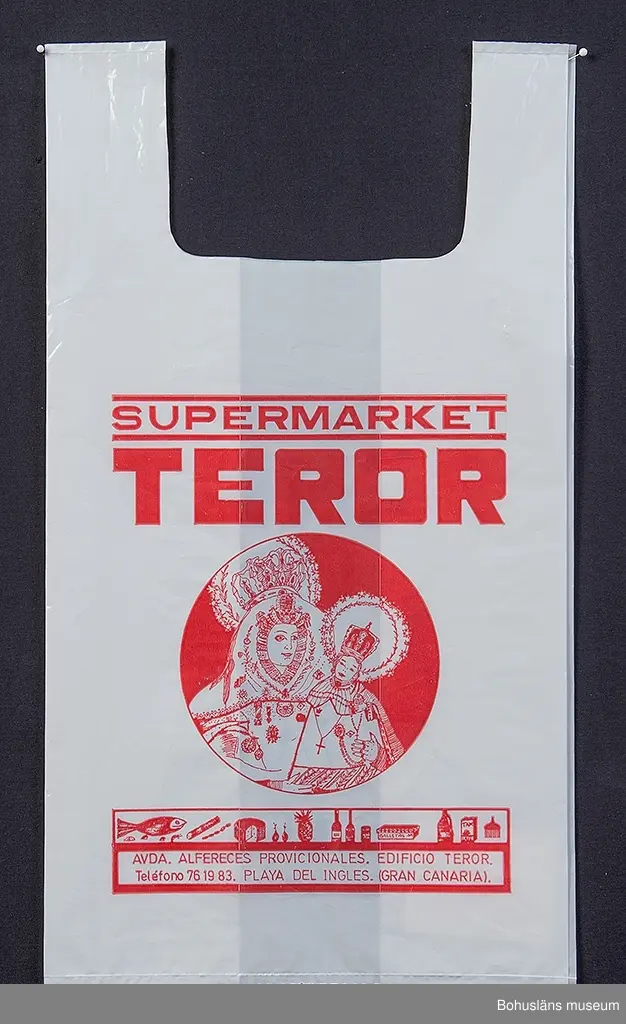 SUPERMARKET
TEROR
AVDA. ALFERECES PROVICIONALES. EDIFICIO TEROR.
Teléfono 76 19 83. PLAYA DEL INGLES. (GRAN CANARIA).
Bohusläns museum